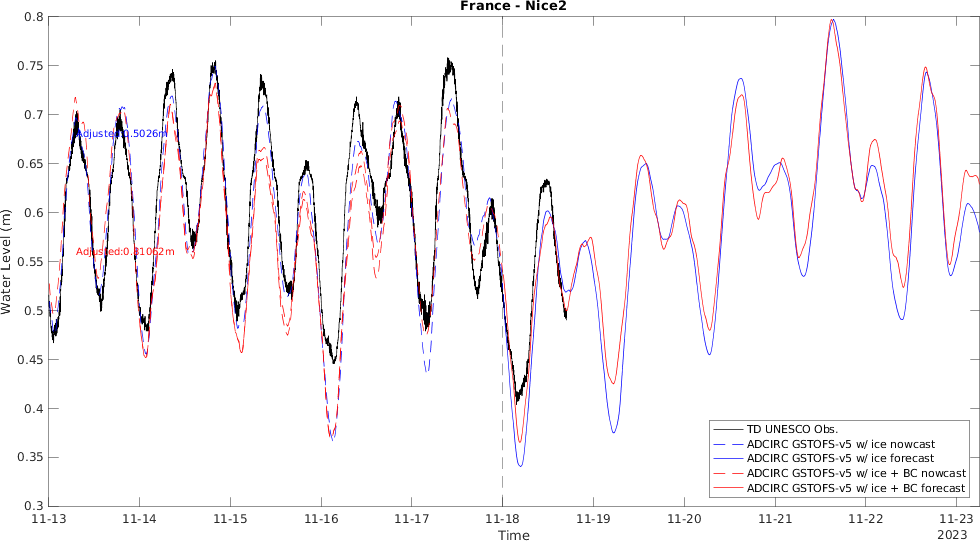 France - Nice2
0.8
0.75
0.7
0.65
0.6
0.55
0.5
0.45
0.4
0.35
0.3
Water Level (m)
Adjusted:0.5026m
Adjusted:0.31062m
TD UNESCO Obs.
ADCIRC GSTOFS-v5 w/ ice nowcast
ADCIRC GSTOFS-v5 w/ ice forecast
ADCIRC GSTOFS-v5 w/ ice + BC nowcast
ADCIRC GSTOFS-v5 w/ ice + BC forecast
11-13 11-14 11-15 11-16 11-17 11-18 11-19 11-20 11-21 11-22 11-23
Time
2023